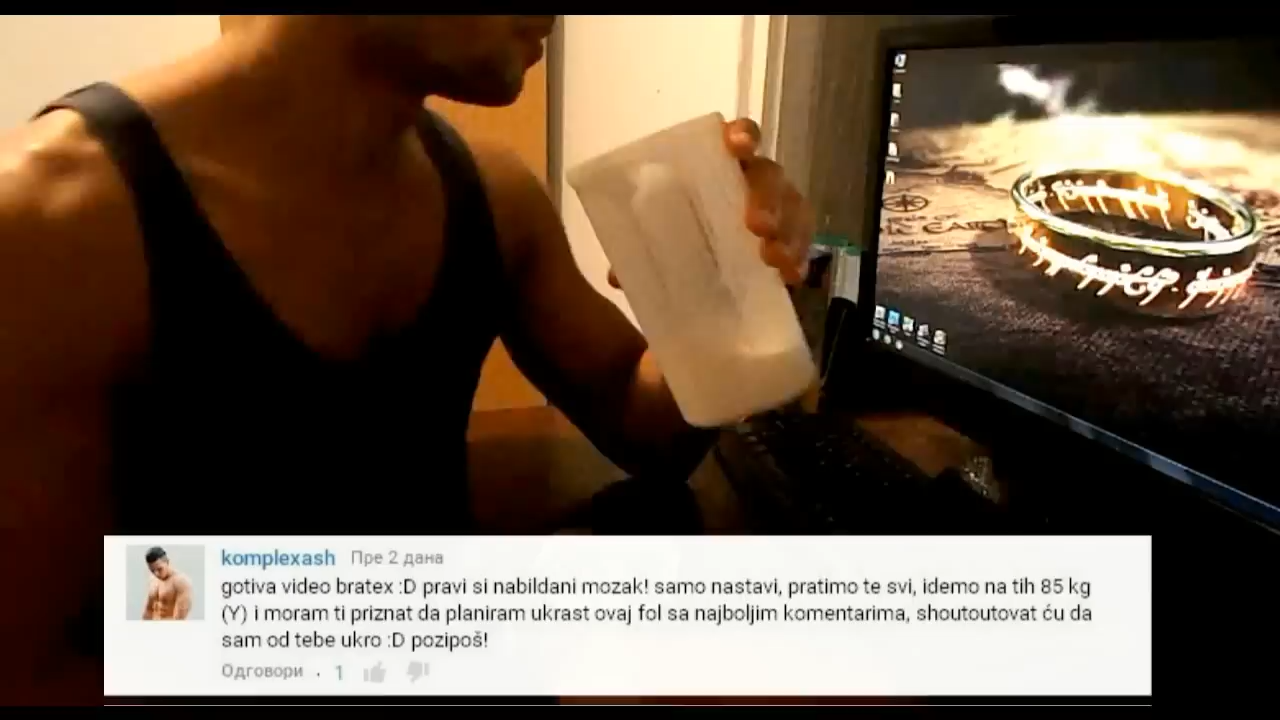 komplexash Пре 2 дана
gotiva video bratex :D pravi si nabildani mozak! samo nastavi, pratimo te svi, idemo na tih 85 kg
(Y) i moram ti priznat da planiram ukrast ovaj fol sa najboljim komentarima, shoutoutovat ću da
sam od tebe ukro :D pozipoš!
Одговори . 1